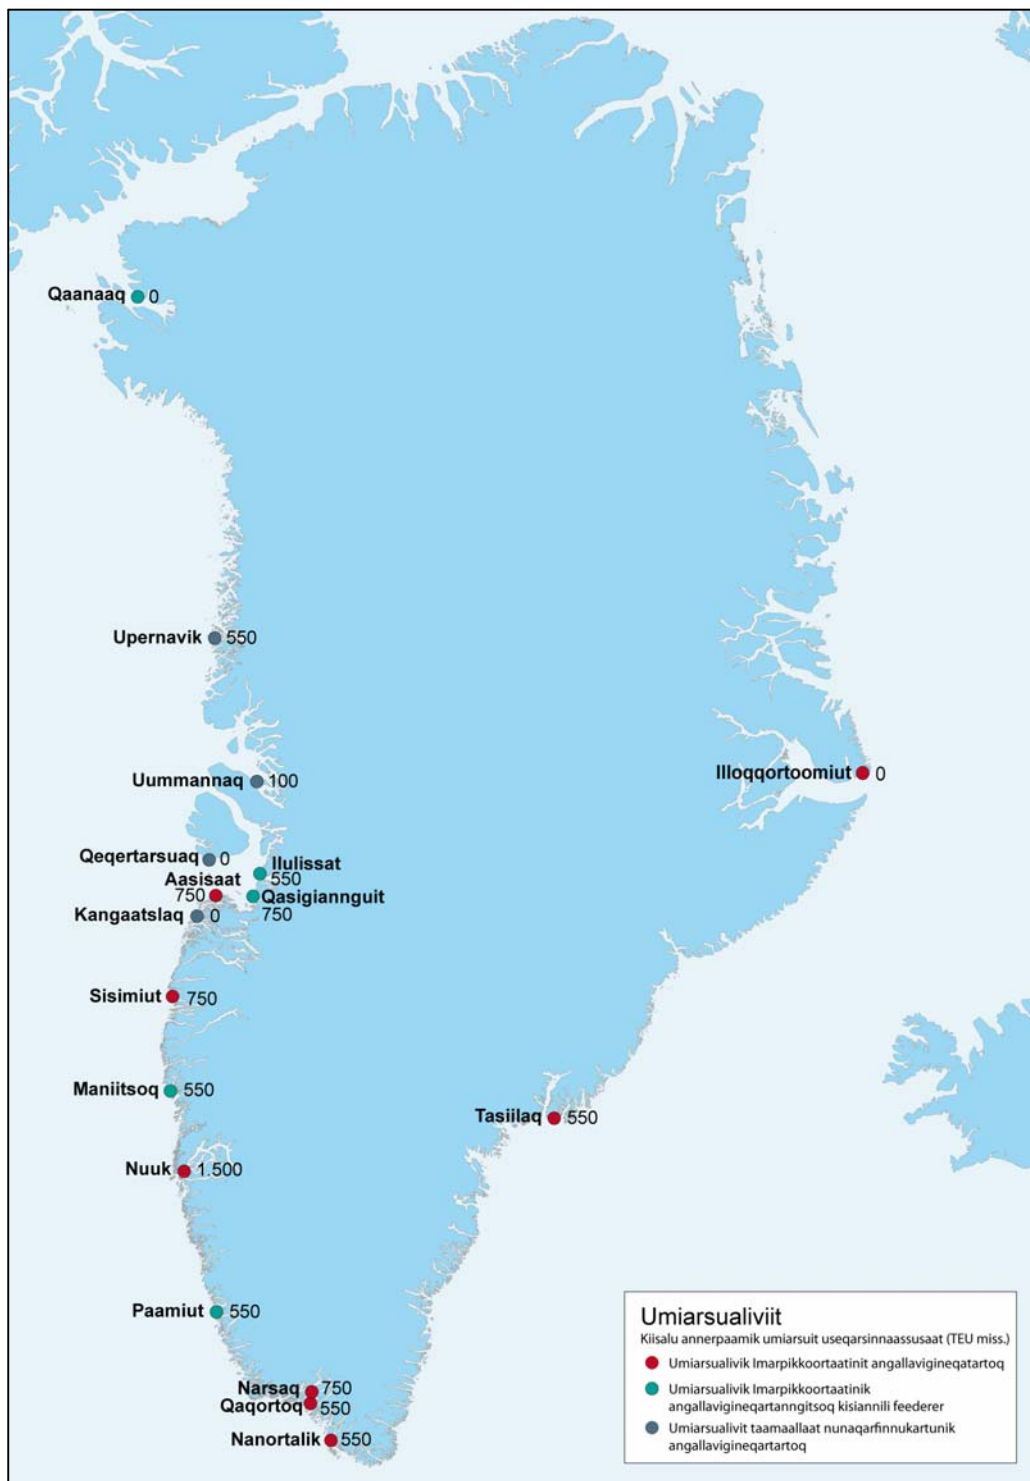 Qaanaaq 0
Upernavik 550
Uummannaq 100
Illoqqortoomiut 0
Qeqertarsuaq 0
Ilulissat
550
Aasisaat
750
Qasigiannguit
750
Kangaatslaq 0
Sisimiut 750
Maniitsoq 550
Tasiilaq 550
Nuuk 1.500
Paamiut 550
Narsaq 750
Qaqortoq 550
Nanortalik 550
Umiarsualiviit
Kiisalu annerpaamik umiarsuit useqarsinnaassusaat (TEU miss.)
Umiarsualivik Imarpikkoortaatinit angallavigineqatartoq
Umiarsualivik Imarpikkoortaatinik
angallavigineqartanngitsoq kisiannili feederer
Umiarsualivit taamaallaat nunaqarfinnukartunik
angallavigineqartartoq